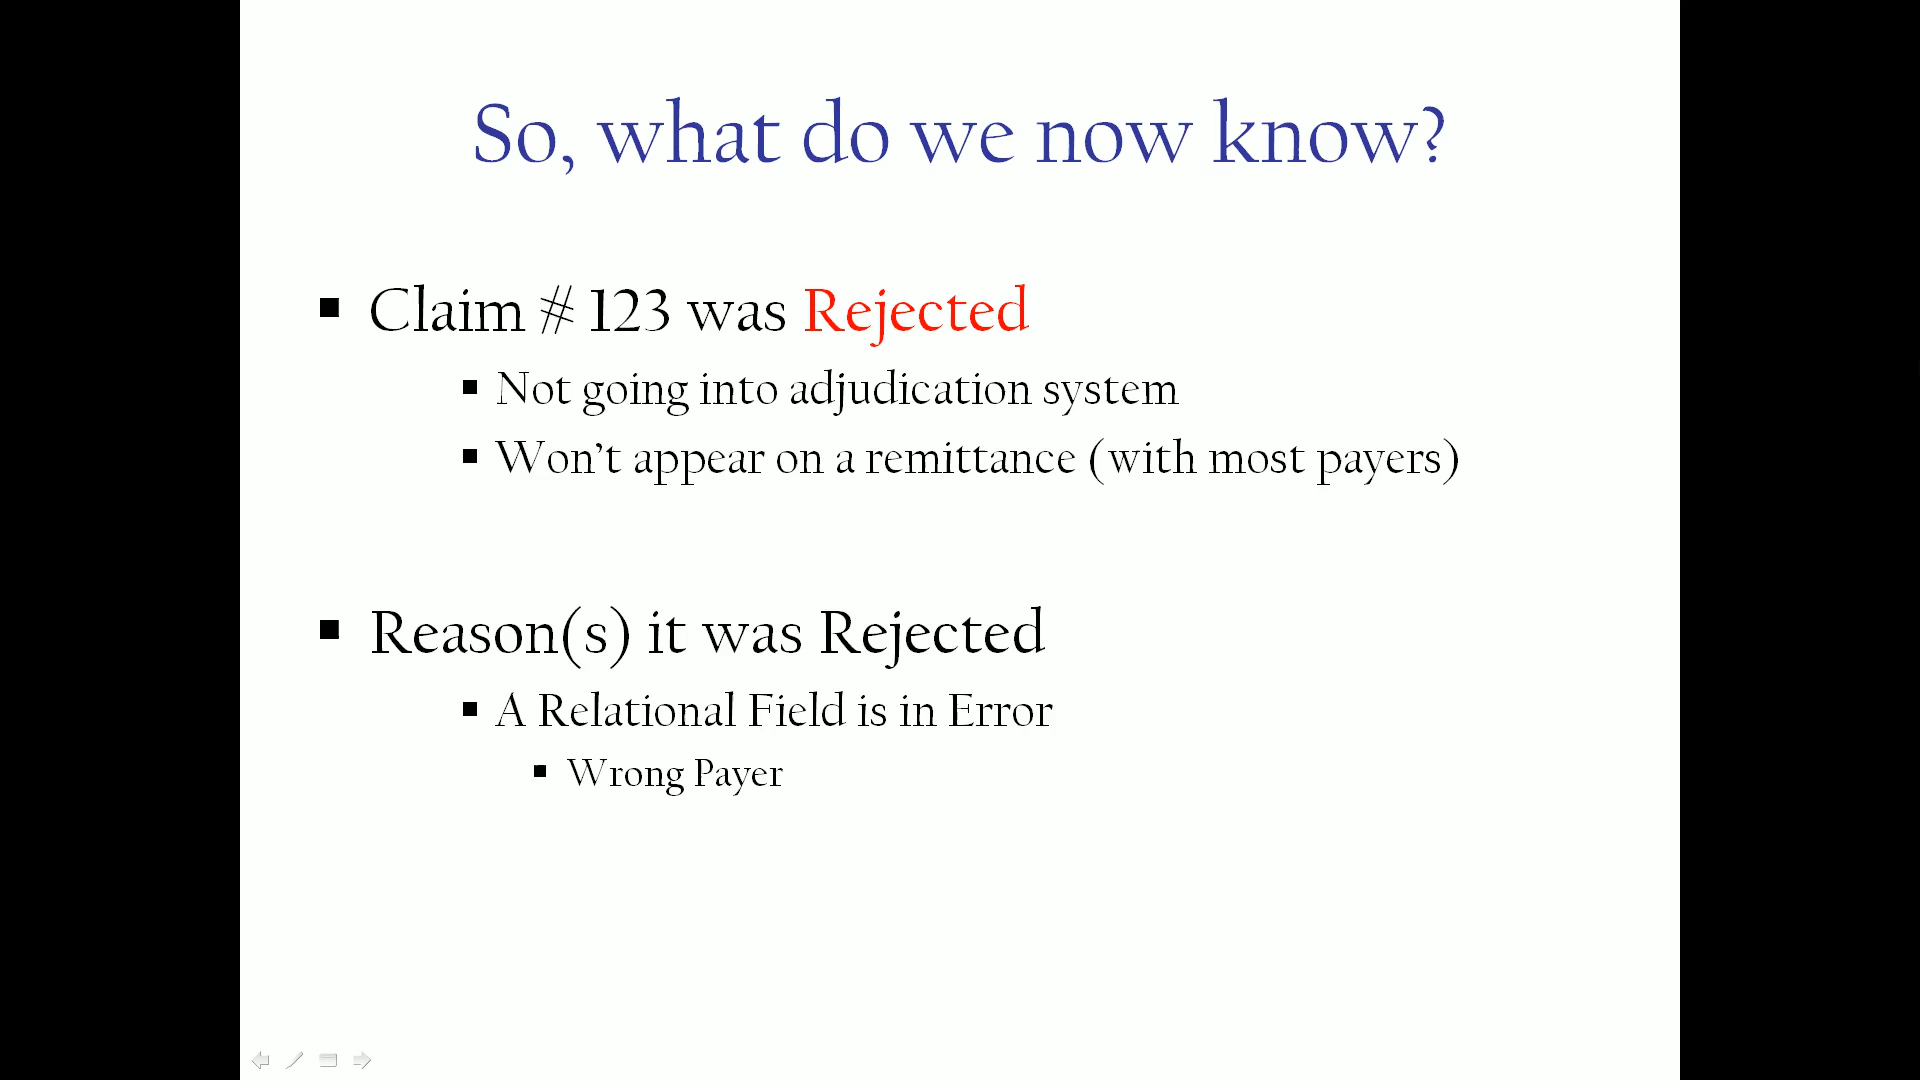 So, what do we now know?
▪ Claim # 123 was Rejected
▪ Not going into adjudication system
▪ Won't appear on a remittance (with most payers)
▪ Reason(s) it was Rejected
▪ A Relational Field is in Error
▪ Wrong Payer